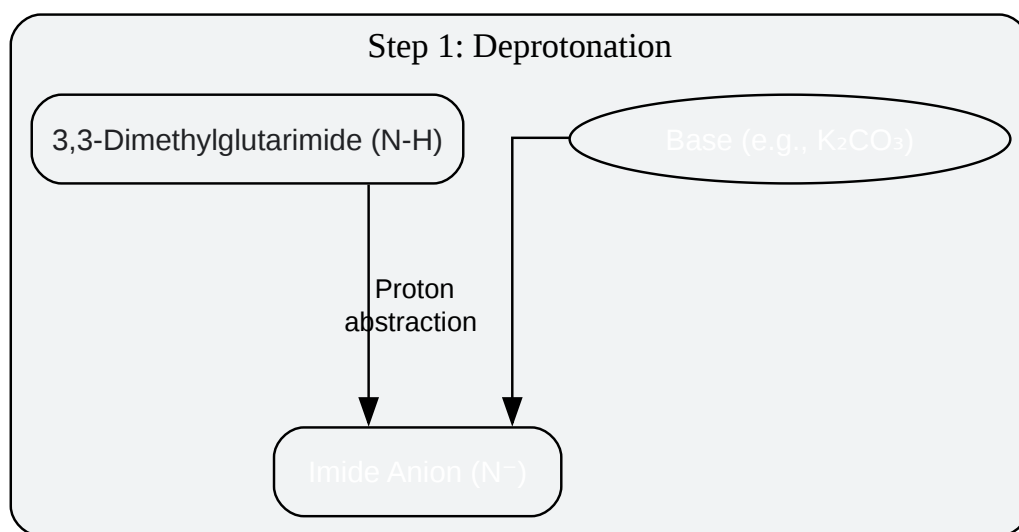 Step 1: Deprotonation
3,3-Dimethylglutarimide (N-H)
Base (e.g., K₂CO₃)
Proton
abstraction
Imide Anion (N⁻)